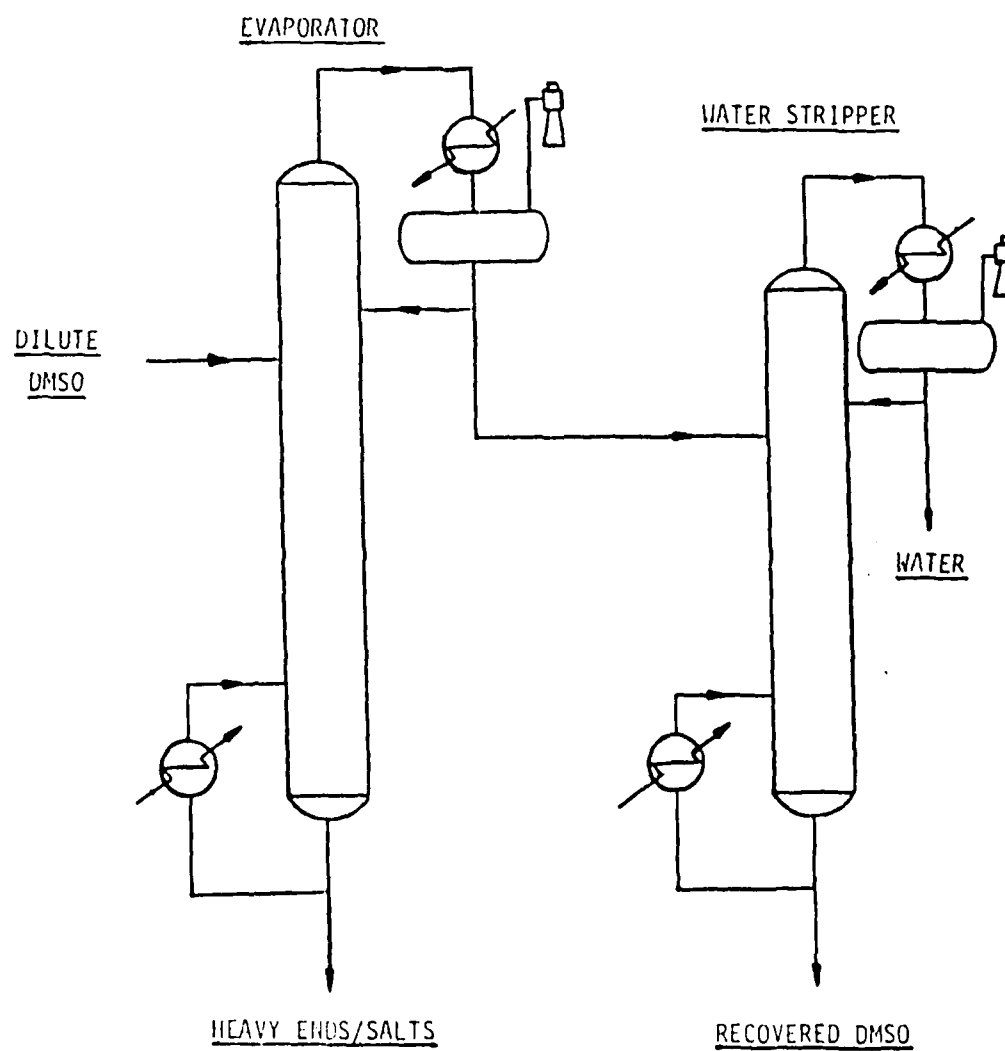 EVAPORATOR
WATER STRIPPER
DILUTE
DMSO
WATER
HEAVY ENDS/SALTS
RECOVERED DMSO